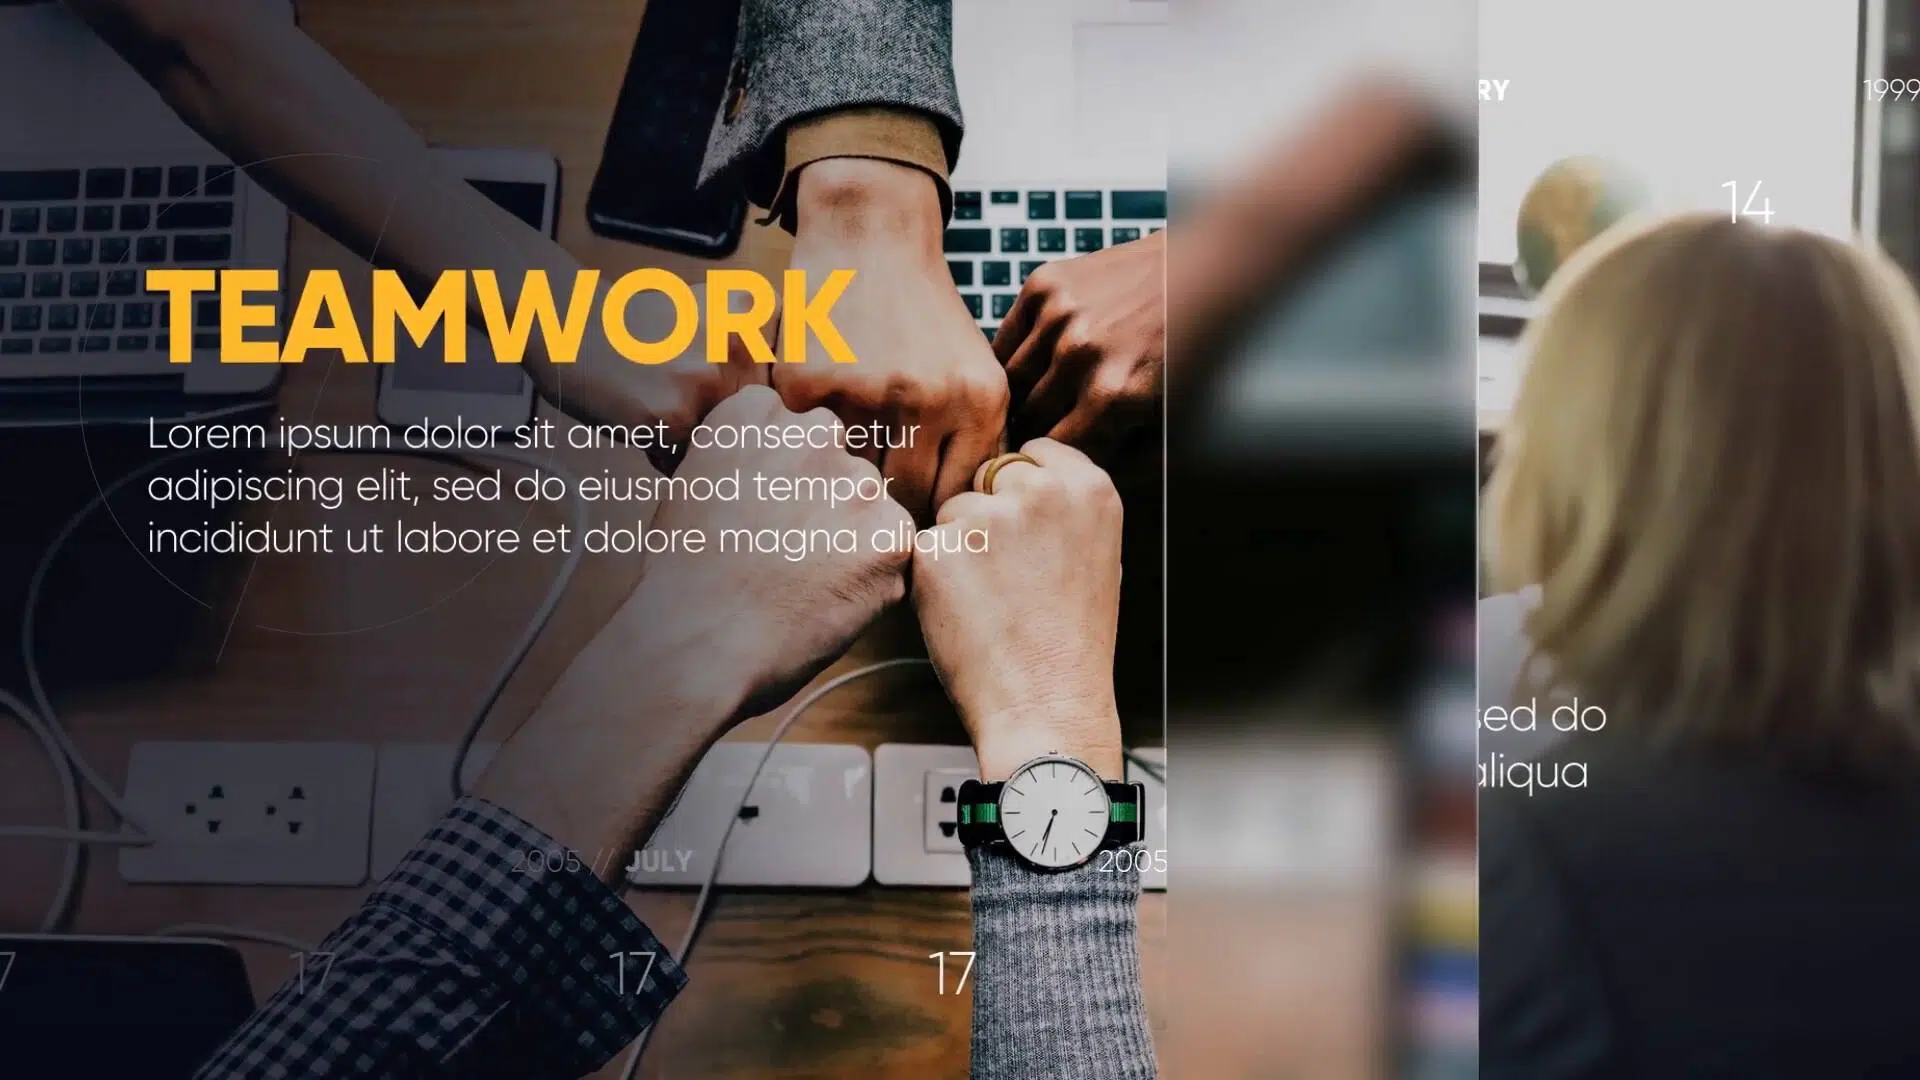 TEAMWORK
Lorem ipsum dolor sit amet, consectetur
adipiscing elit, sed do eiusmod tempor
incididunt ut labore et dolore magna aliqua
2005 // JULY
2005
7
17
17
17
RY
1999
14
sed do
aliqua